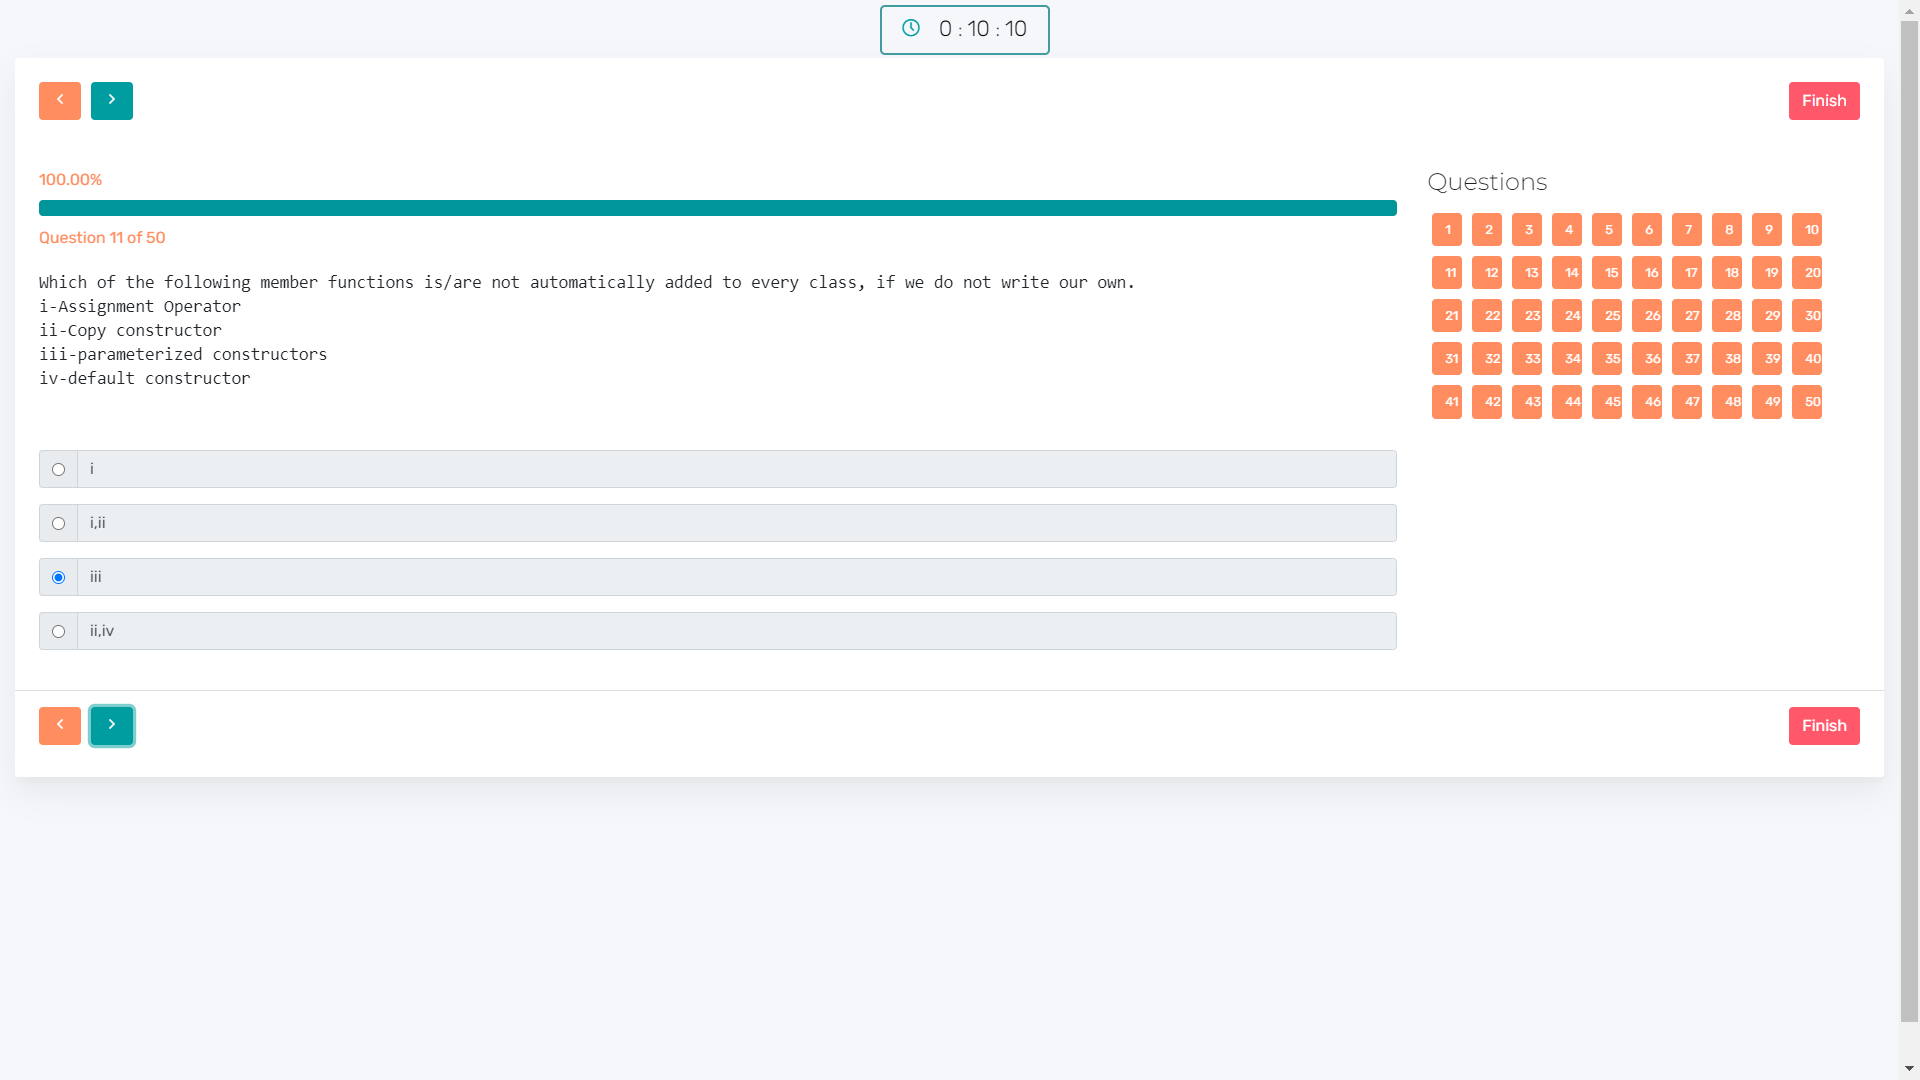 0 : 10 : 10
Finish
100.00%
Question 11 of 50
Which of the following member functions is/are not automatically added to every class, if we do not write our own.
i-Assignment Operator
ii-Copy constructor
iii-parameterized constructors
iv-default constructor
i
i,ii
iii
ii,iv
Questions
1 2 3 4 5 6 7 8 9 10
11 12 13 14 15 16 17 18 19 20
21 22 23 24 25 26 27 28 29 30
31 32 33 34 35 36 37 38 39 40
41 42 43 44 45 46 47 48 49 50
Finish